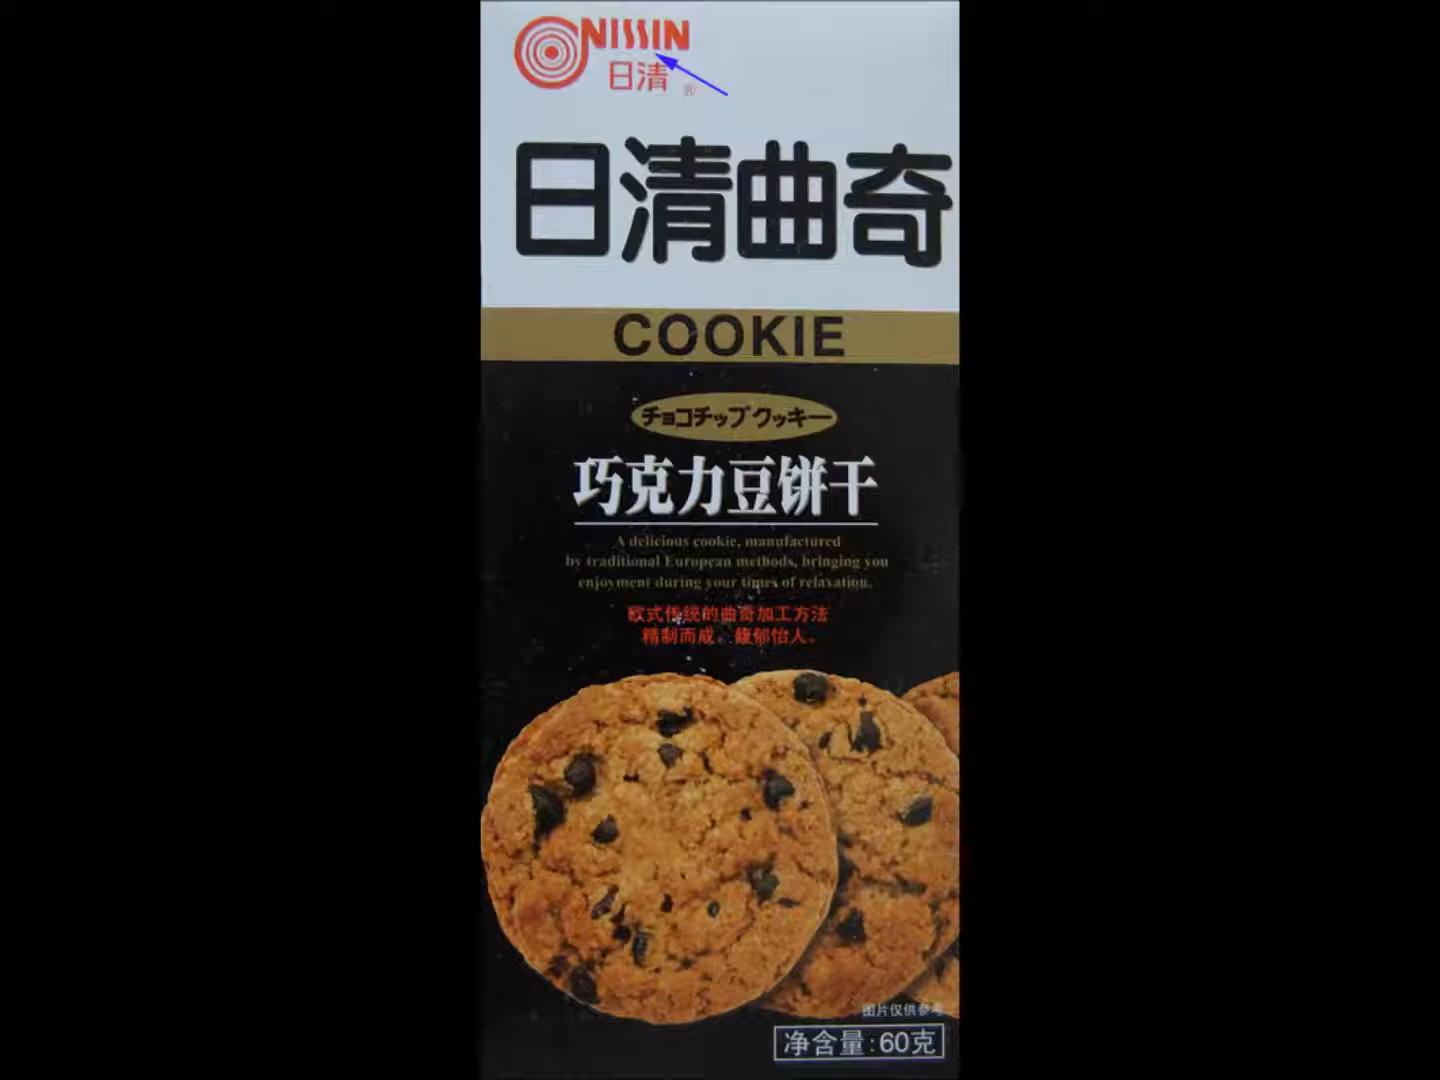 NISSIN
日清
®
日清曲奇
COOKIE
チョコチップクッキー
巧克力豆饼干
A delicious cookie, manufactured
by traditional European methods, bringing you
enjoyment during your times of relaxation.
欧式传统的曲奇加工方法
精制而成。馥郁怡人。
图片仅供参考
净含量:60克